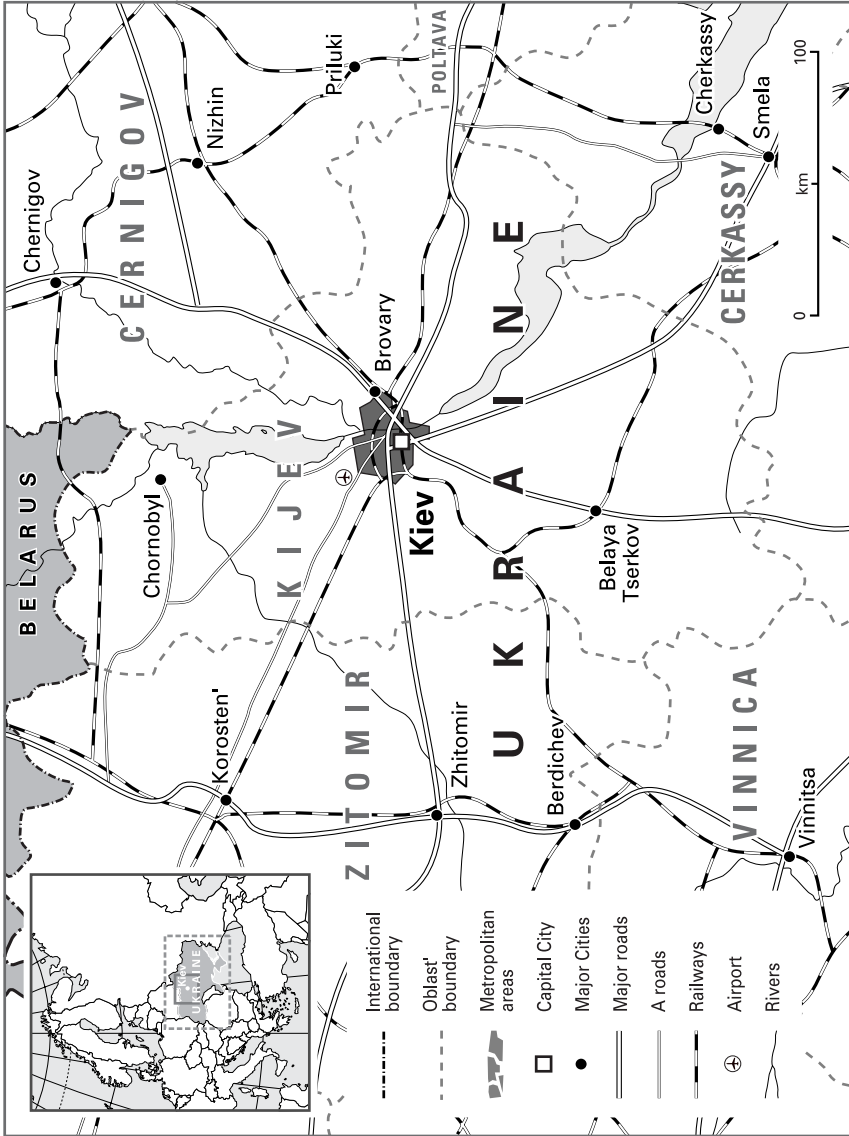 BELARUS
Chernigov
CERNIGOV
Nizhin
Priluki
POLTAVA
Chornobyl
KIJEV
Brovary
Kiev
Korosten'
ZITOMIR
Zhitomir
UKRAINE
Berdichev
Belaya
Tserkov
Cherkassy
Smela
CERKASSY
VINNICA
Vinnitsa
0
km
100
Kiev
UKRAINE
International
boundary
Oblast'
boundary
Metropolitan
areas
Capital City
Major Cities
Major roads
A roads
Railways
Airport
Rivers